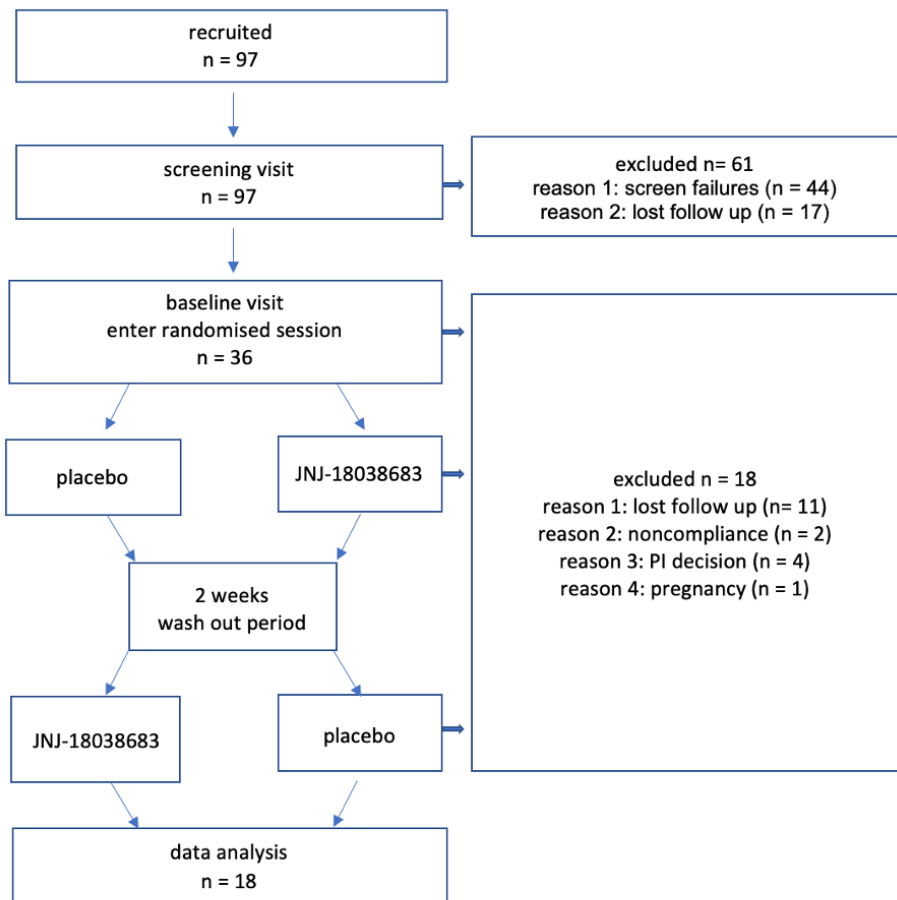 recruited
n = 97
screening visit
n = 97
excluded n= 61
reason 1: screen failures (n = 44)
reason 2: lost follow up (n = 17)
baseline visit
enter randomised session
n = 36
placebo
JNJ-18038683
excluded n = 18
reason 1: lost follow up (n= 11)
reason 2: noncompliance (n = 2)
reason 3: PI decision (n = 4)
reason 4: pregnancy (n = 1)
2 weeks
wash out period
JNJ-18038683
placebo
data analysis
n = 18